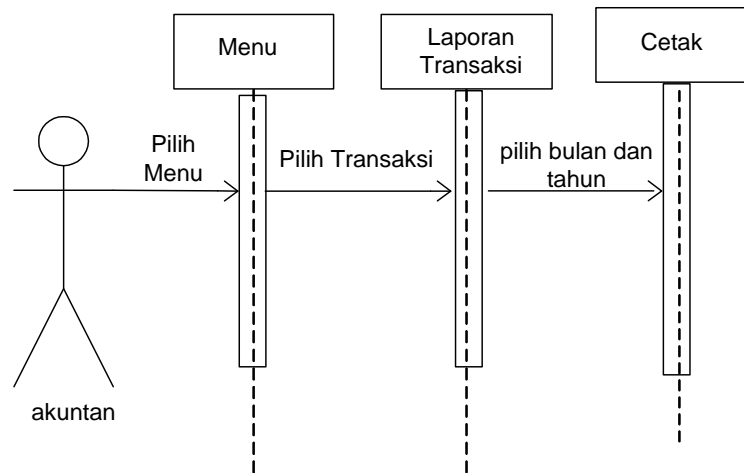 Menu
Laporan
Transaksi
Cetak
Pilih
Menu
Pilih Transaksi
pilih bulan dan
tahun
akuntan